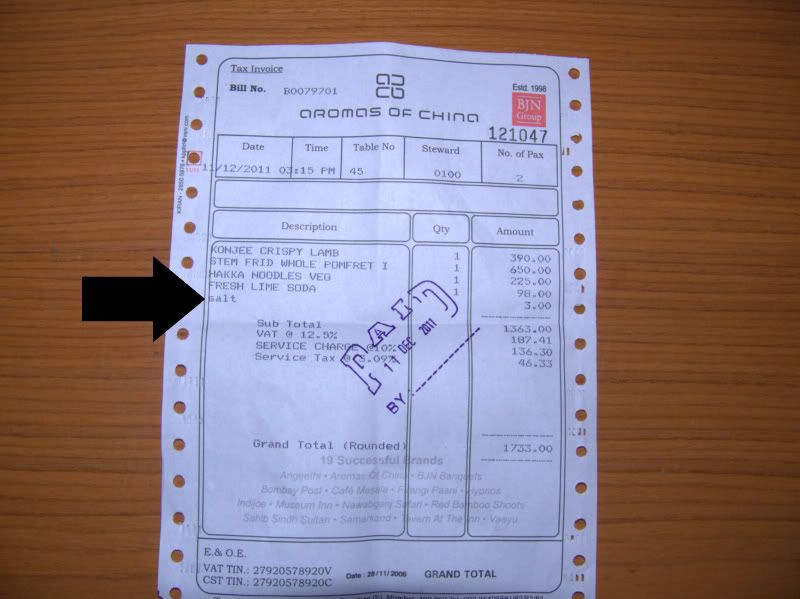 Tax Invoice
Bill No. B0079701
Estd. 1998
BJN
Group
AROMAS OF CHINA
121047
Date Time Table No Steward No. of Pax
11/12/2011 03:15 PM 45 0100 2
Description Qty Amount
KONJEE CRISPY LAMB 1 390.00
STEM FRID WHOLE POMFRET I 1 650.00
HAKKA NOODLES VEG 1 225.00
FRESH LIME SODA 1 98.00
salt 3.00
Sub Total 1363.00
VAT @ 12.5% 187.41
SERVICE CHARGE @10% 136.30
Service Tax @3.09% 46.33
PAID
11 DEC 2011
BY
Grand Total (Rounded) 1733.00
19 Successful Brands
Angeethi • Aromas Of China • BJN Banquets
Bombay Post • Café Masala • Firangi Paani • Hypnos
Indijoe • Museum Inn • Nawabganj Safari • Red Bamboo Shoots
Sahib Sindh Sultan • Samarkand • Tavern At The Inn • Vaayu
E.& O.E.
VAT TIN.: 27920578920V
CST TIN.: 27920578920C
Date : 28/11/2006 GRAND TOTAL